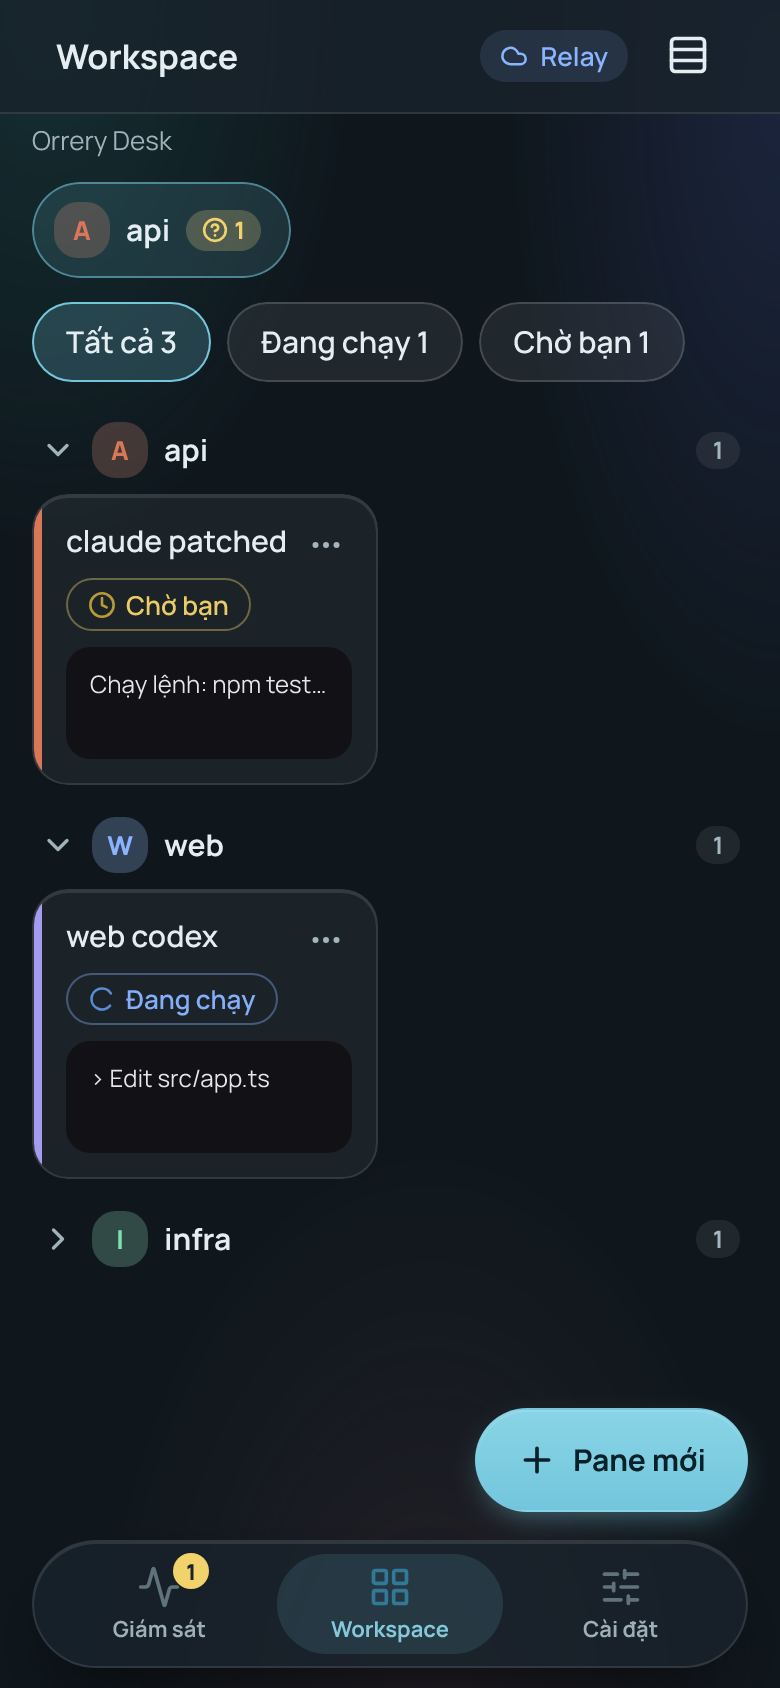 Workspace
Relay
Orrery Desk
A api 1
Tất cả 3
Đang chạy 1
Chờ bạn 1
A api 1
claude patched
Chờ bạn
Chạy lệnh: npm test...
W web 1
web codex
Đang chạy
› Edit src/app.ts
I infra 1
+ Pane mới
1
Giám sát
Workspace
Cài đặt